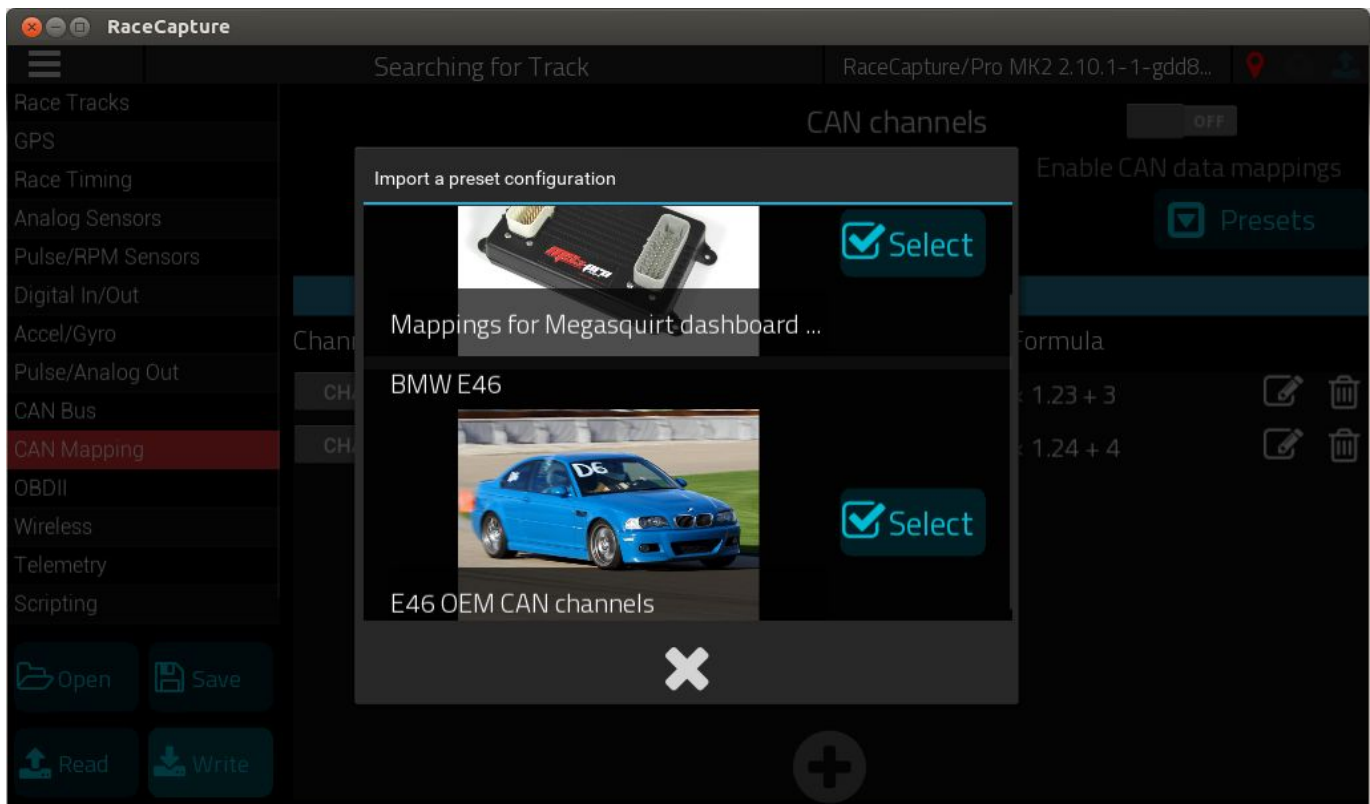 RaceCapture
Searching for Track
RaceCapture/Pro MK2 2.10.1-1-gdd8...
Race Tracks
GPS
Race Timing
Analog Sensors
Pulse/RPM Sensors
Digital In/Out
Accel/Gyro
Pulse/Analog Out
CAN Bus
CAN Mapping
OBDII
Wireless
Telemetry
Scripting
Open
Save
Read
Write
CAN channels
OFF
Enable CAN data mappings
Presets
Import a preset configuration
Select
Mappings for Megasquirt dashboard ...
BMW E46
D6
Select
E46 OEM CAN channels
Chan
Formula
CH
1.23 + 3
CH
1.24 + 4